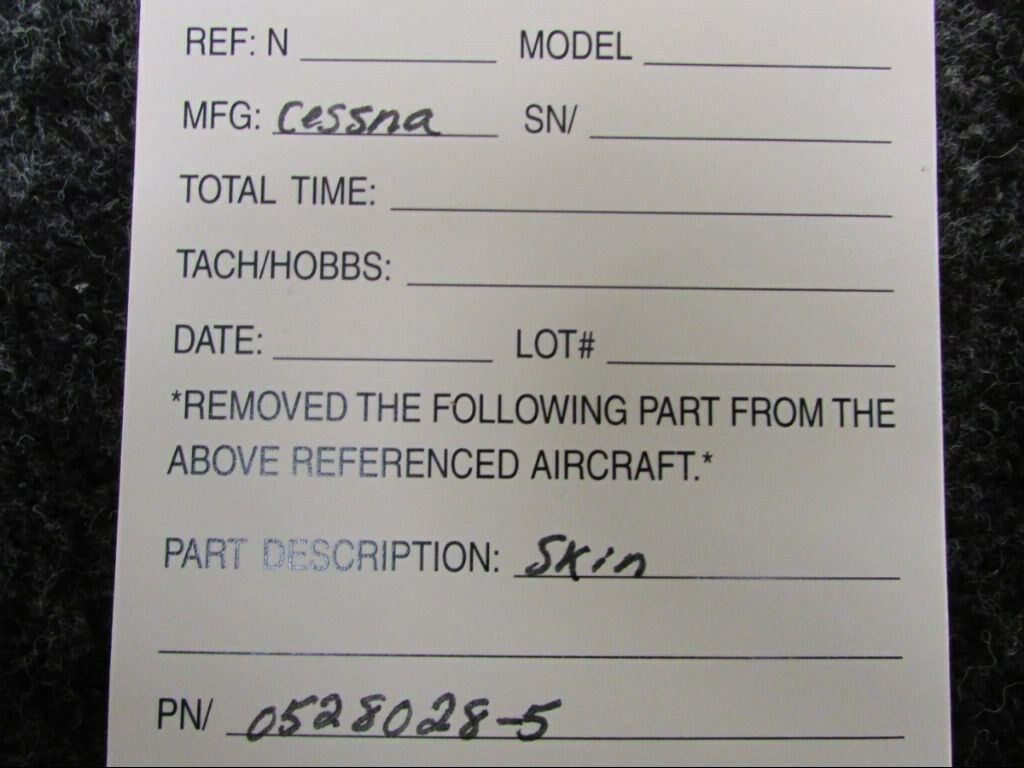 REF: N MODEL
MFG: Cessna SN/
TOTAL TIME:
TACH/HOBBS:
DATE: LOT#
*REMOVED THE FOLLOWING PART FROM THE
ABOVE REFERENCED AIRCRAFT.*
PART DESCRIPTION: Skin
PN/ 0528028-5